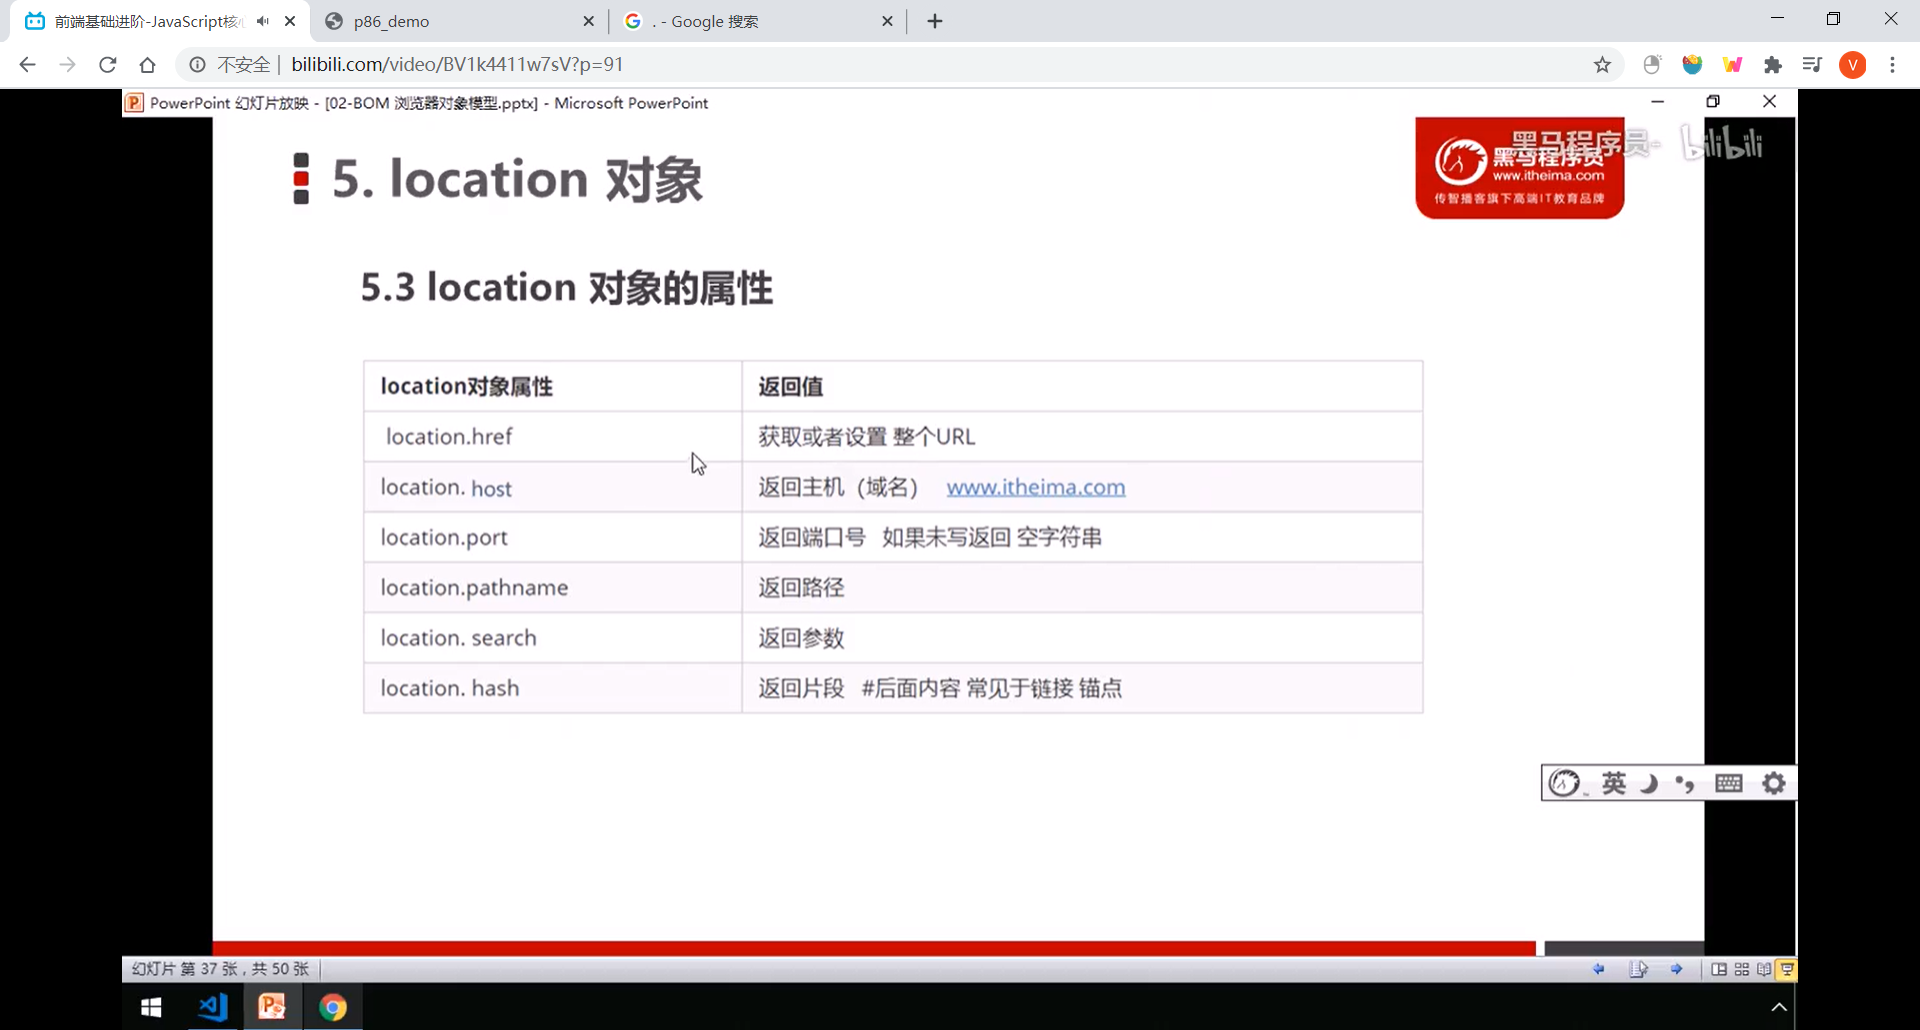 前端基础进阶-JavaScript核
p86_demo
. - Google 搜索
不安全 | bilibili.com/video/BV1k4411w7sV?p=91
V
PowerPoint 幻灯片放映 - [02-BOM 浏览器对象模型.pptx] - Microsoft PowerPoint
5. location 对象
黑马程序员- bilibili
黑马程序员
www.itheima.com
传智播客旗下高端IT教育品牌
5.3 location 对象的属性
location对象属性 返回值
location.href 获取或者设置 整个URL
location. host 返回主机（域名） www.itheima.com
location.port 返回端口号 如果未写返回 空字符串
location.pathname 返回路径
location. search 返回参数
location. hash 返回片段 #后面内容 常见于链接 锚点
英
幻灯片 第 37 张，共 50 张